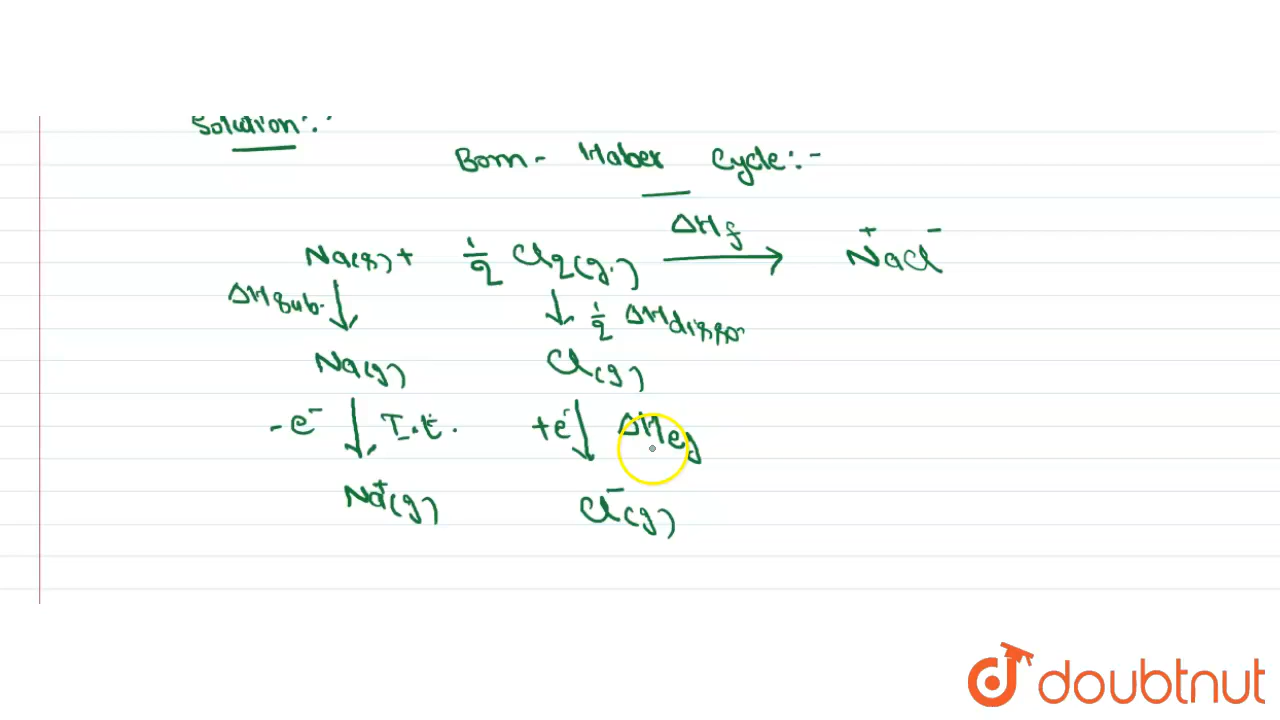 Solution :-
Born - Haber Cycle :-
Na(s) + 1/2 Cl2(g.) ΔHf → Na+Cl-
ΔHsub. ↓ ↓ 1/2 ΔHdisso
Na(g) Cl(g)
-e- ↓ I.E. +e- ↓ ΔHeg
Na+(g) Cl-(g)
doubtnut